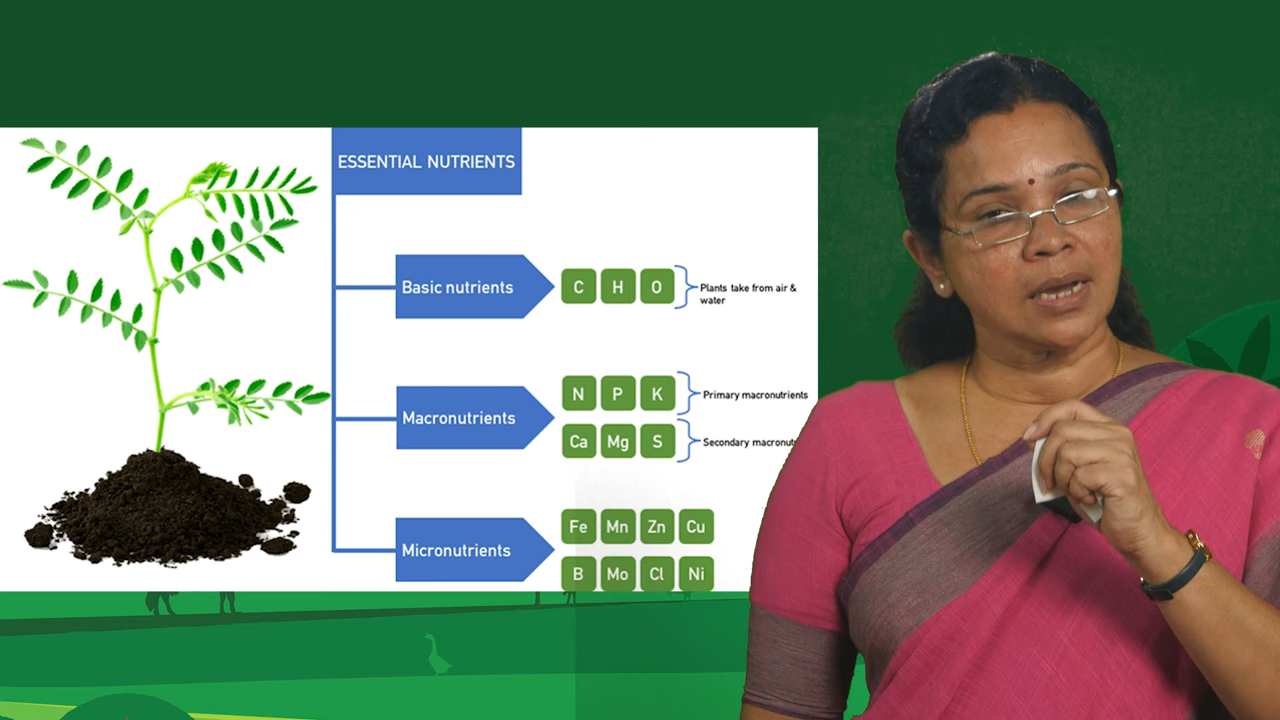 ESSENTIAL NUTRIENTS
Basic nutrients
C H O
Plants take from air &
water
Macronutrients
N P K
Primary macronutrients
Ca Mg S
Secondary
Micronutrients
Fe Mn Zn Cu
B Mo Cl Ni